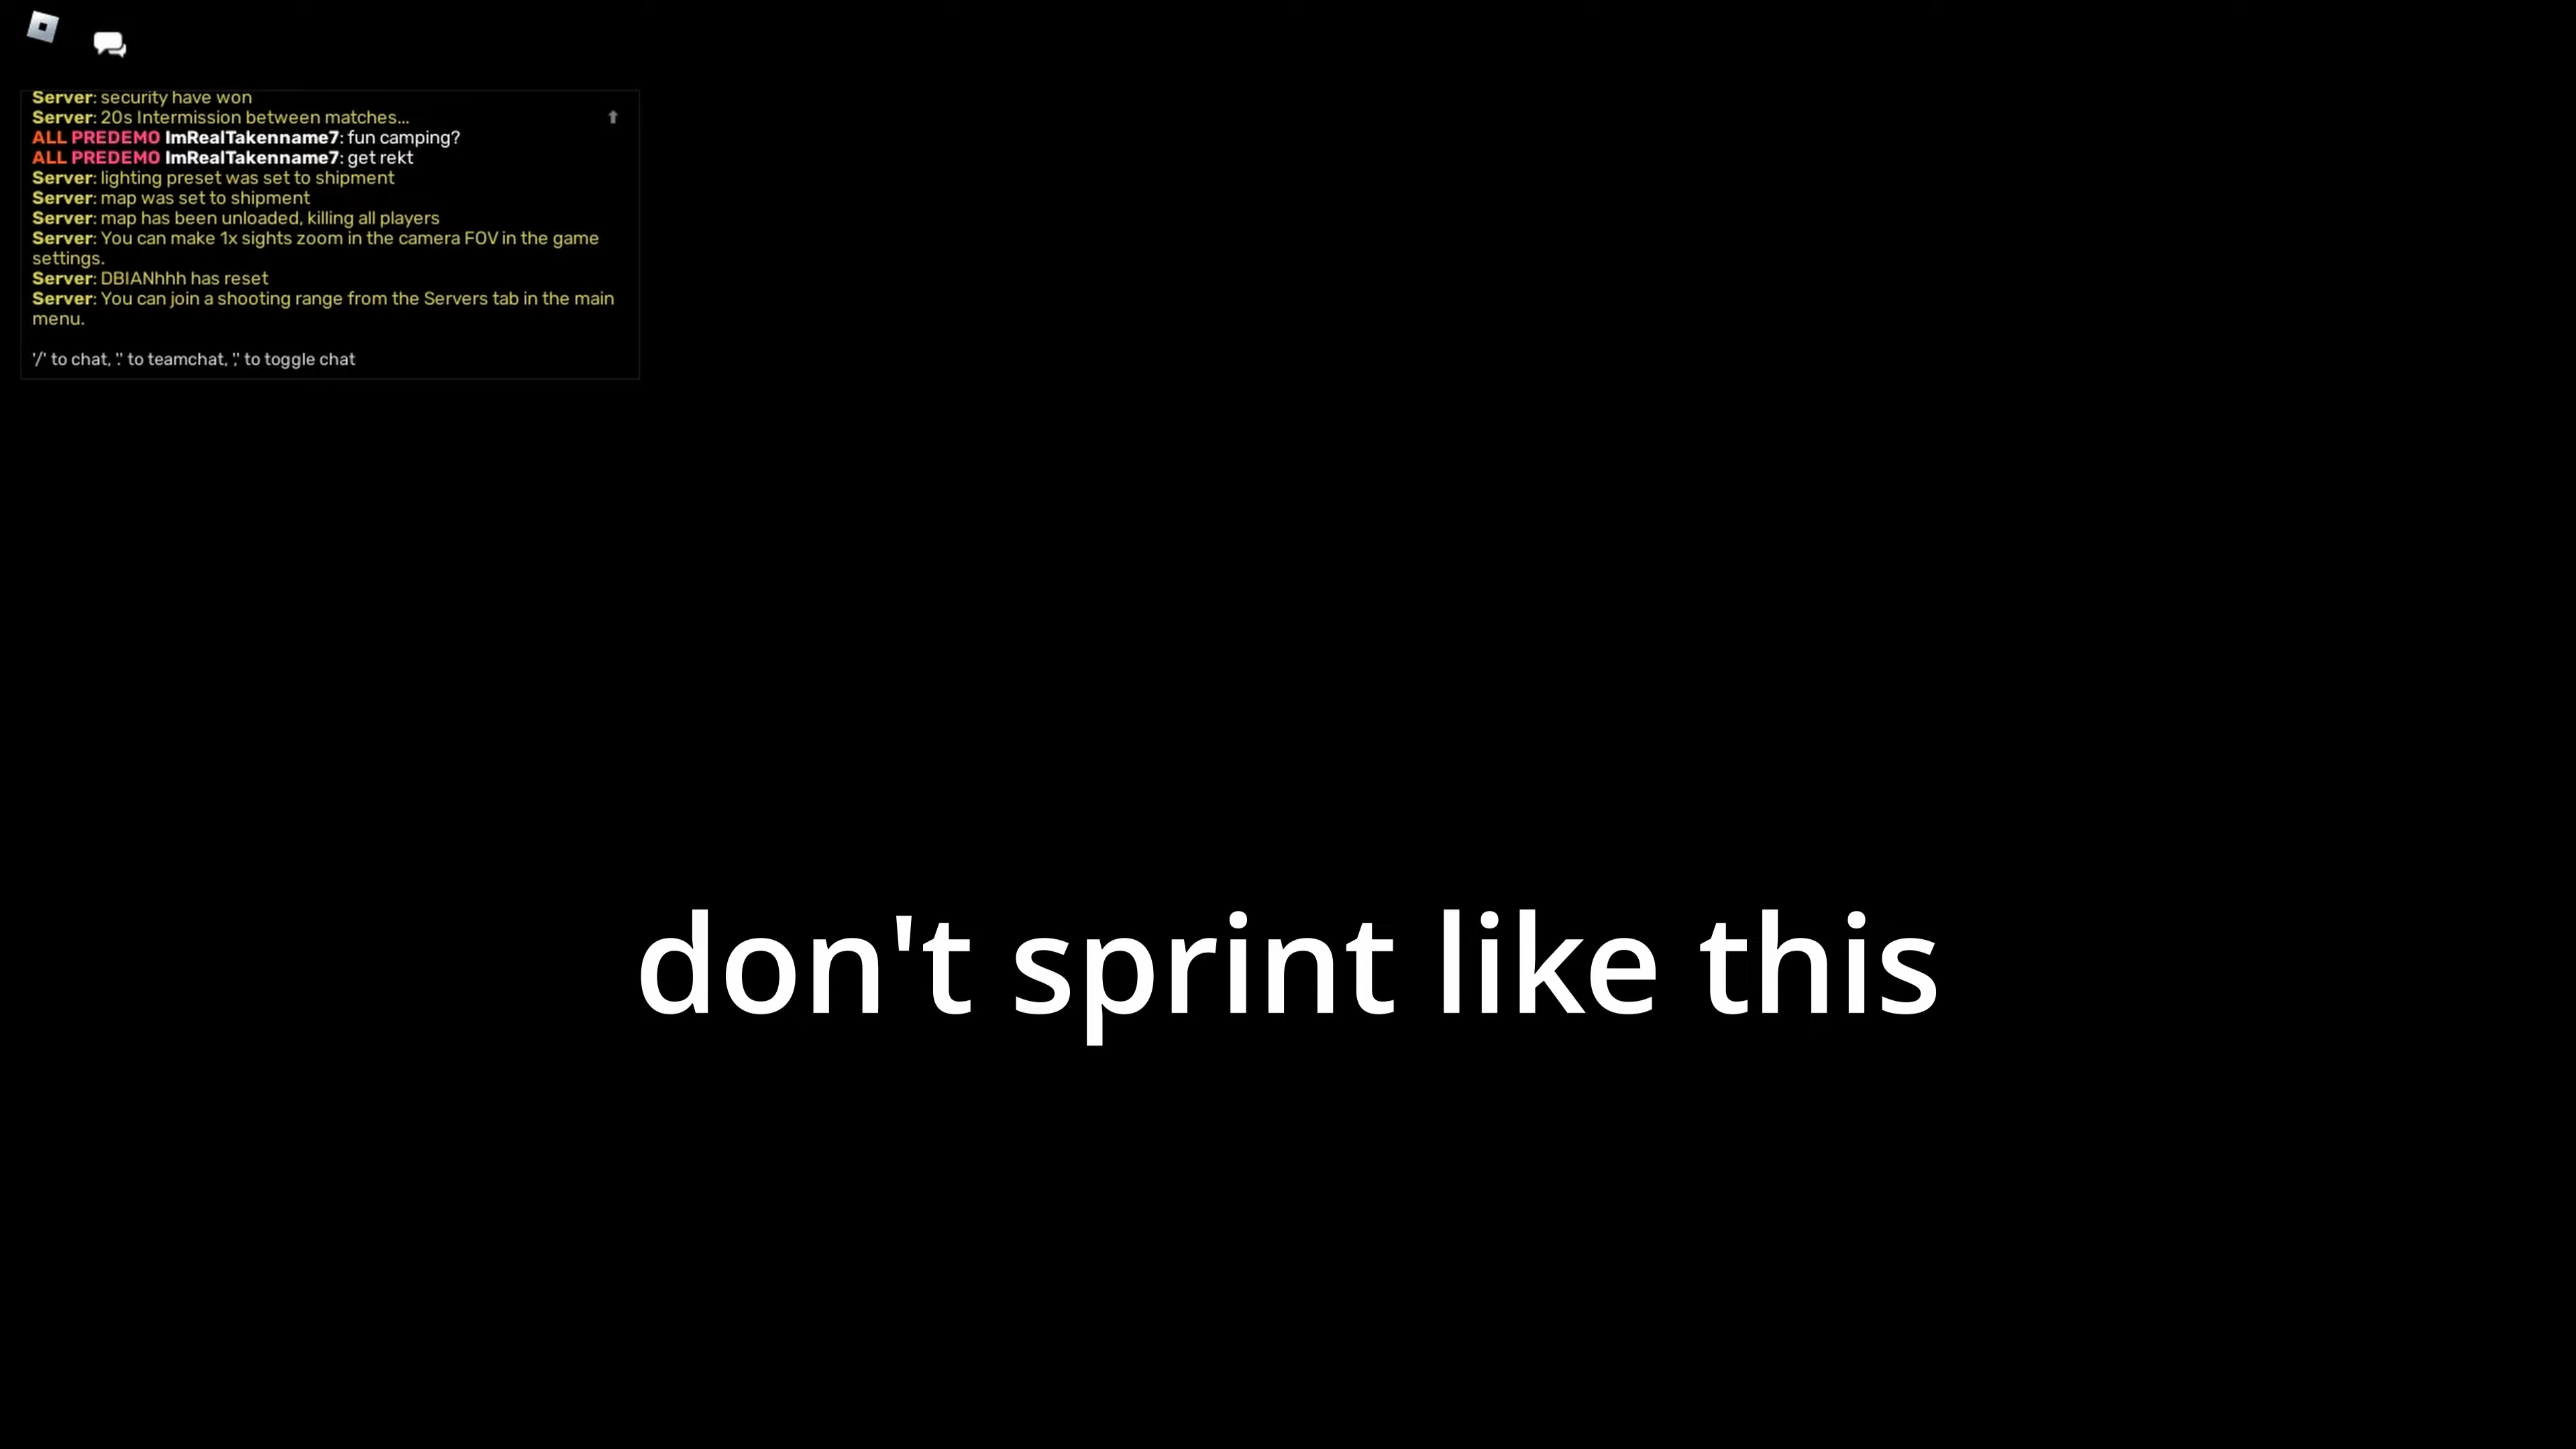 Server: security have won
Server: 20s Intermission between matches...
ALL PREDEMO ImRealTakenname7: fun camping?
ALL PREDEMO ImRealTakenname7: get rekt
Server: lighting preset was set to shipment
Server: map was set to shipment
Server: map has been unloaded, killing all players
Server: You can make 1x sights zoom in the camera FOV in the game
settings.
Server: DBIANhhh has reset
Server: You can join a shooting range from the Servers tab in the main
menu.
'/' to chat, '.' to teamchat, ',' to toggle chat
don't sprint like this